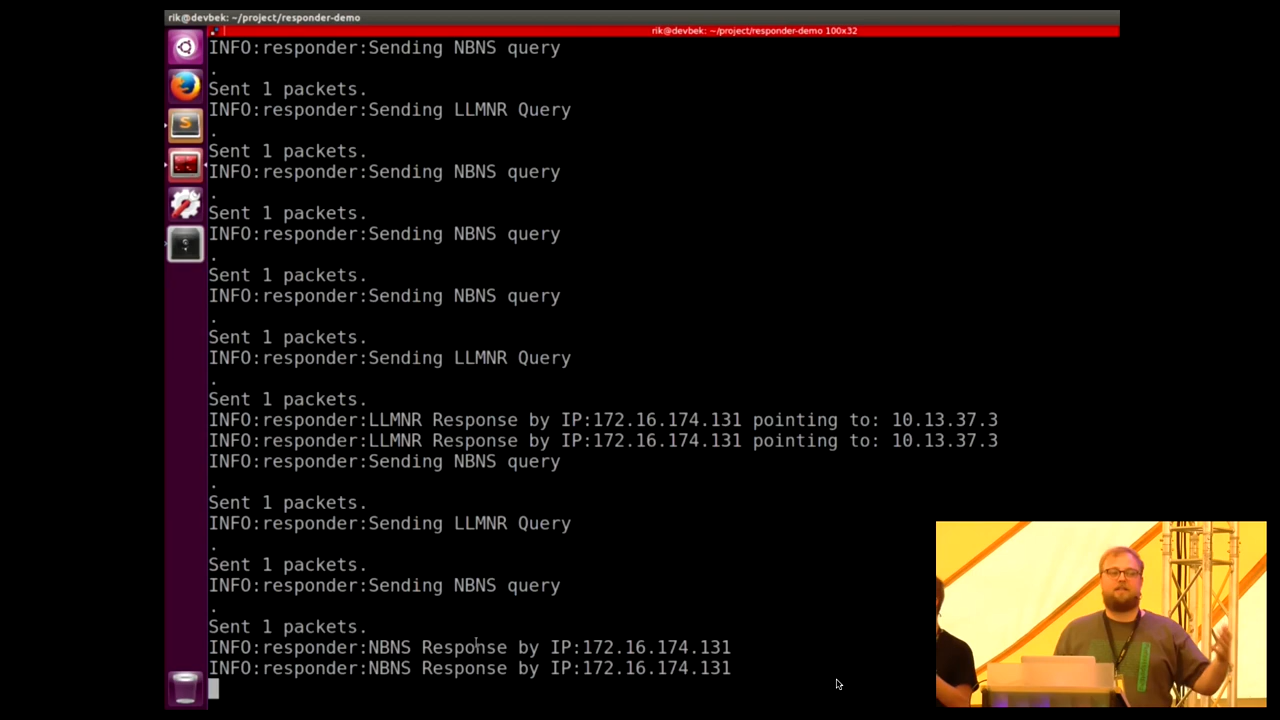 rik@devbek: ~/project/responder-demo
rik@devbek: ~/project/responder-demo 100x32
INFO:responder:Sending NBNS query
.
Sent 1 packets.
INFO:responder:Sending LLMNR Query
.
Sent 1 packets.
INFO:responder:Sending NBNS query
.
Sent 1 packets.
INFO:responder:Sending NBNS query
.
Sent 1 packets.
INFO:responder:Sending NBNS query
.
Sent 1 packets.
INFO:responder:Sending LLMNR Query
.
Sent 1 packets.
INFO:responder:LLMNR Response by IP:172.16.174.131 pointing to: 10.13.37.3
INFO:responder:LLMNR Response by IP:172.16.174.131 pointing to: 10.13.37.3
INFO:responder:Sending NBNS query
.
Sent 1 packets.
INFO:responder:Sending LLMNR Query
.
Sent 1 packets.
INFO:responder:Sending NBNS query
.
Sent 1 packets.
INFO:responder:NBNS Response by IP:172.16.174.131
INFO:responder:NBNS Response by IP:172.16.174.131